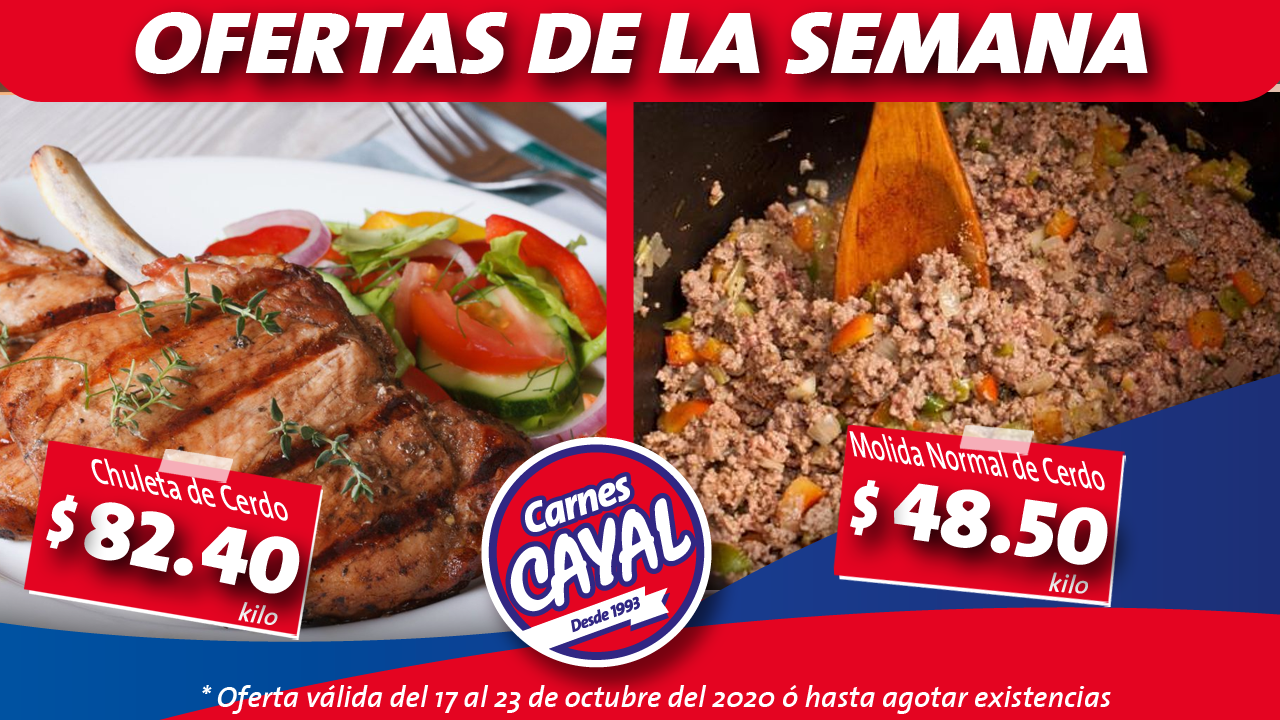 OFERTAS DE LA SEMANA
Chuleta de Cerdo
$ 82.40
kilo
Molida Normal de Cerdo
$ 48.50
kilo
Carnes
CAYAL
Desde 1993
* Oferta válida del 17 al 23 de octubre del 2020 ó hasta agotar existencias